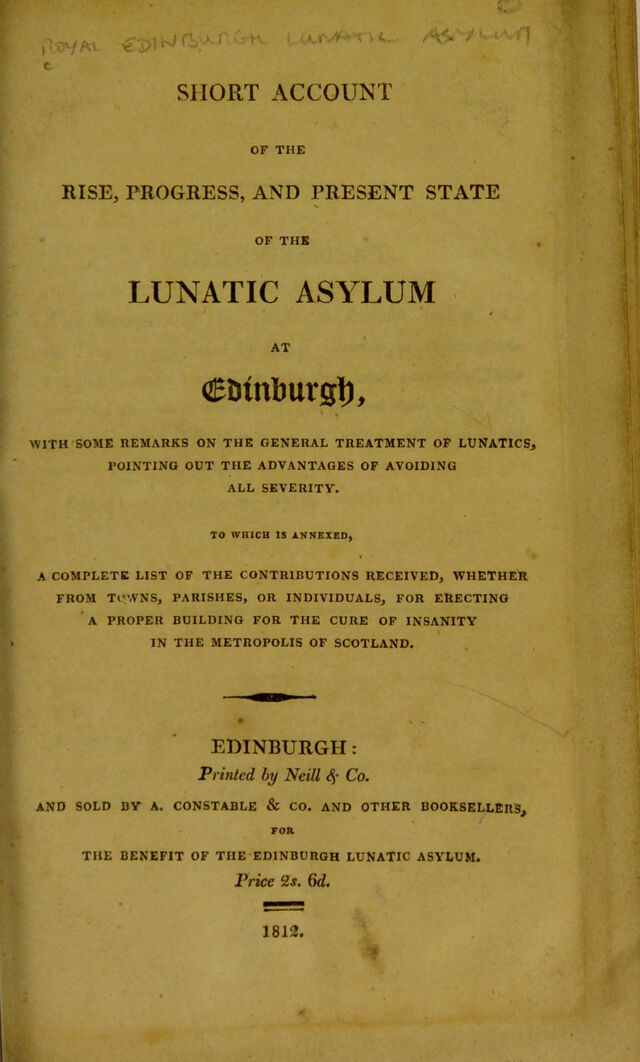 ROYAL EDINBURGH LUNATIC ASYLUM
SHORT ACCOUNT
OF THE
RISE, PROGRESS, AND PRESENT STATE
OF THE
LUNATIC ASYLUM
AT
Edinburgh,
WITH SOME REMARKS ON THE GENERAL TREATMENT OF LUNATICS,
POINTING OUT THE ADVANTAGES OF AVOIDING
ALL SEVERITY.
TO WHICH IS ANNEXED,
A COMPLETE LIST OF THE CONTRIBUTIONS RECEIVED, WHETHER
FROM TOWNS, PARISHES, OR INDIVIDUALS, FOR ERECTING
A PROPER BUILDING FOR THE CURE OF INSANITY
IN THE METROPOLIS OF SCOTLAND.
EDINBURGH:
Printed by Neill & Co.
AND SOLD BY A. CONSTABLE & CO. AND OTHER BOOKSELLERS,
FOR
THE BENEFIT OF THE EDINBURGH LUNATIC ASYLUM.
Price 2s. 6d.
1812.